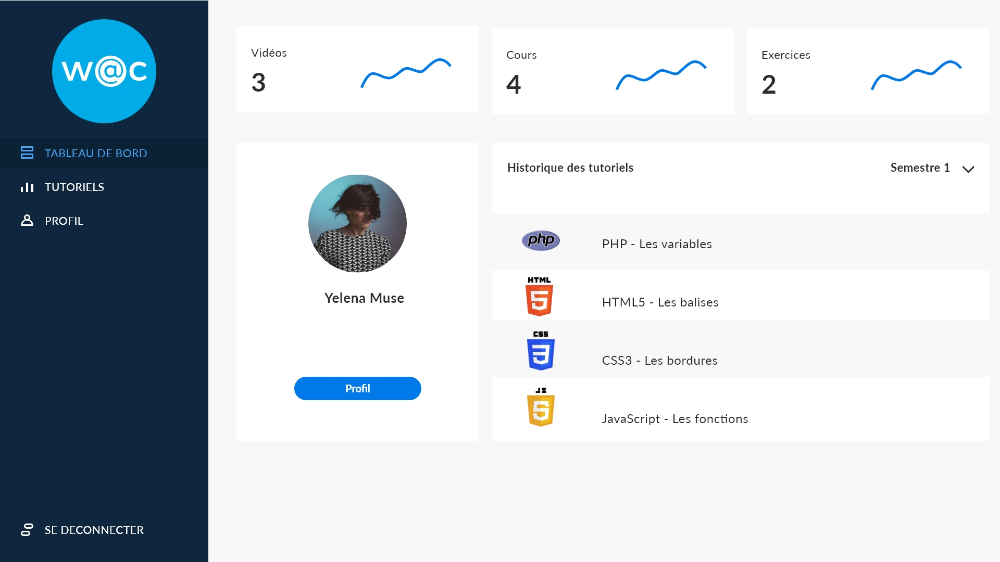 W@C
TABLEAU DE BORD
TUTORIELS
PROFIL
SE DECONNECTER
Vidéos
3
Cours
4
Exercices
2
Yelena Muse
Profil
Historique des tutoriels
Semestre 1
php
PHP - Les variables
HTML
5
HTML5 - Les balises
CSS
3
CSS3 - Les bordures
JS
5
JavaScript - Les fonctions